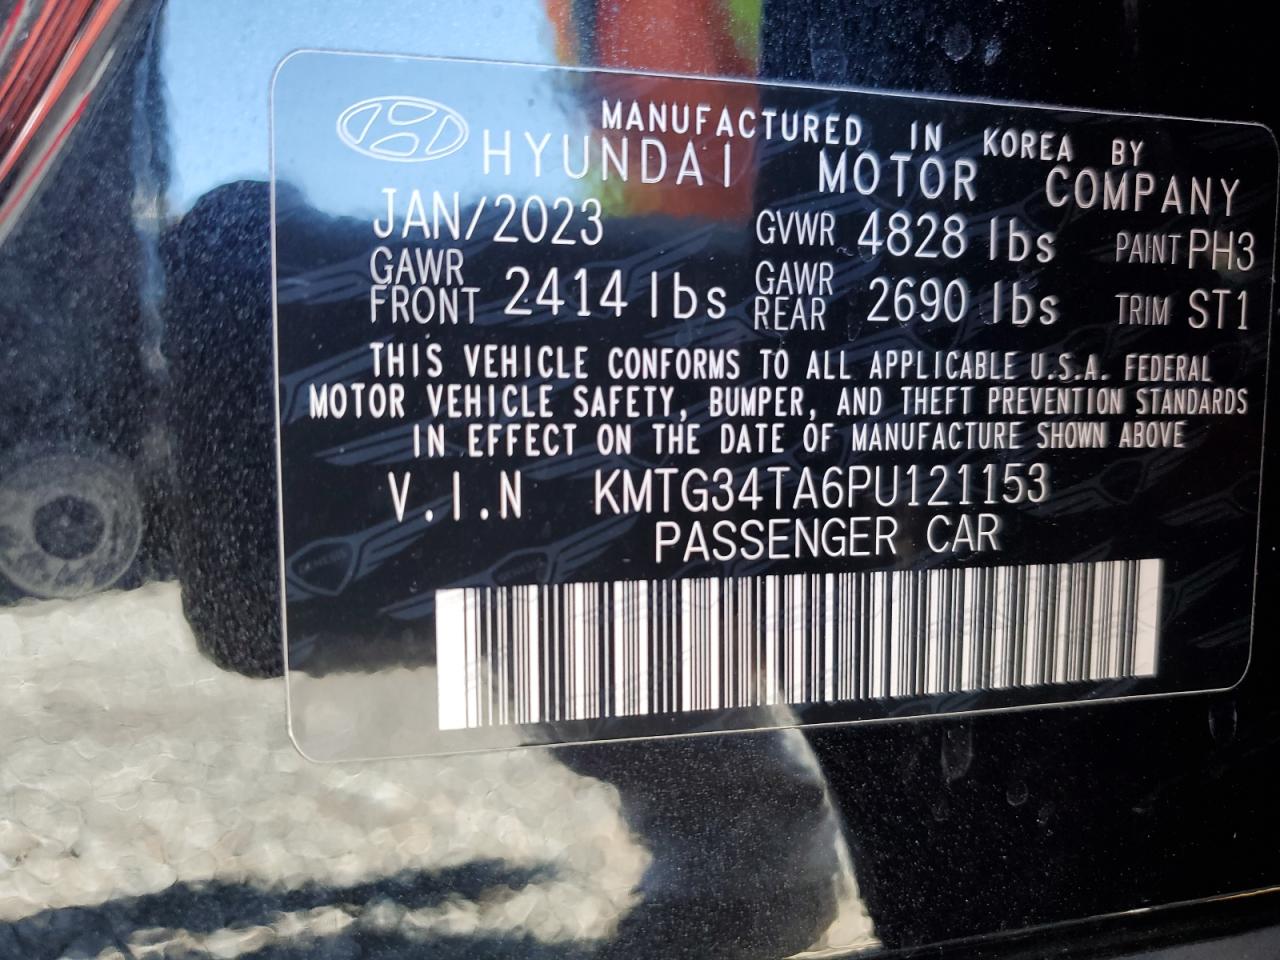 MANUFACTURED IN KOREA BY
HYUNDAI MOTOR COMPANY
JAN/2023 GVWR 4828 lbs PAINT PH3
GAWR FRONT 2414 lbs GAWR REAR 2690 lbs TRIM ST1
THIS VEHICLE CONFORMS TO ALL APPLICABLE U.S.A. FEDERAL
MOTOR VEHICLE SAFETY, BUMPER, AND THEFT PREVENTION STANDARDS
IN EFFECT ON THE DATE OF MANUFACTURE SHOWN ABOVE
V.I.N KMTG34TA6PU121153
PASSENGER CAR